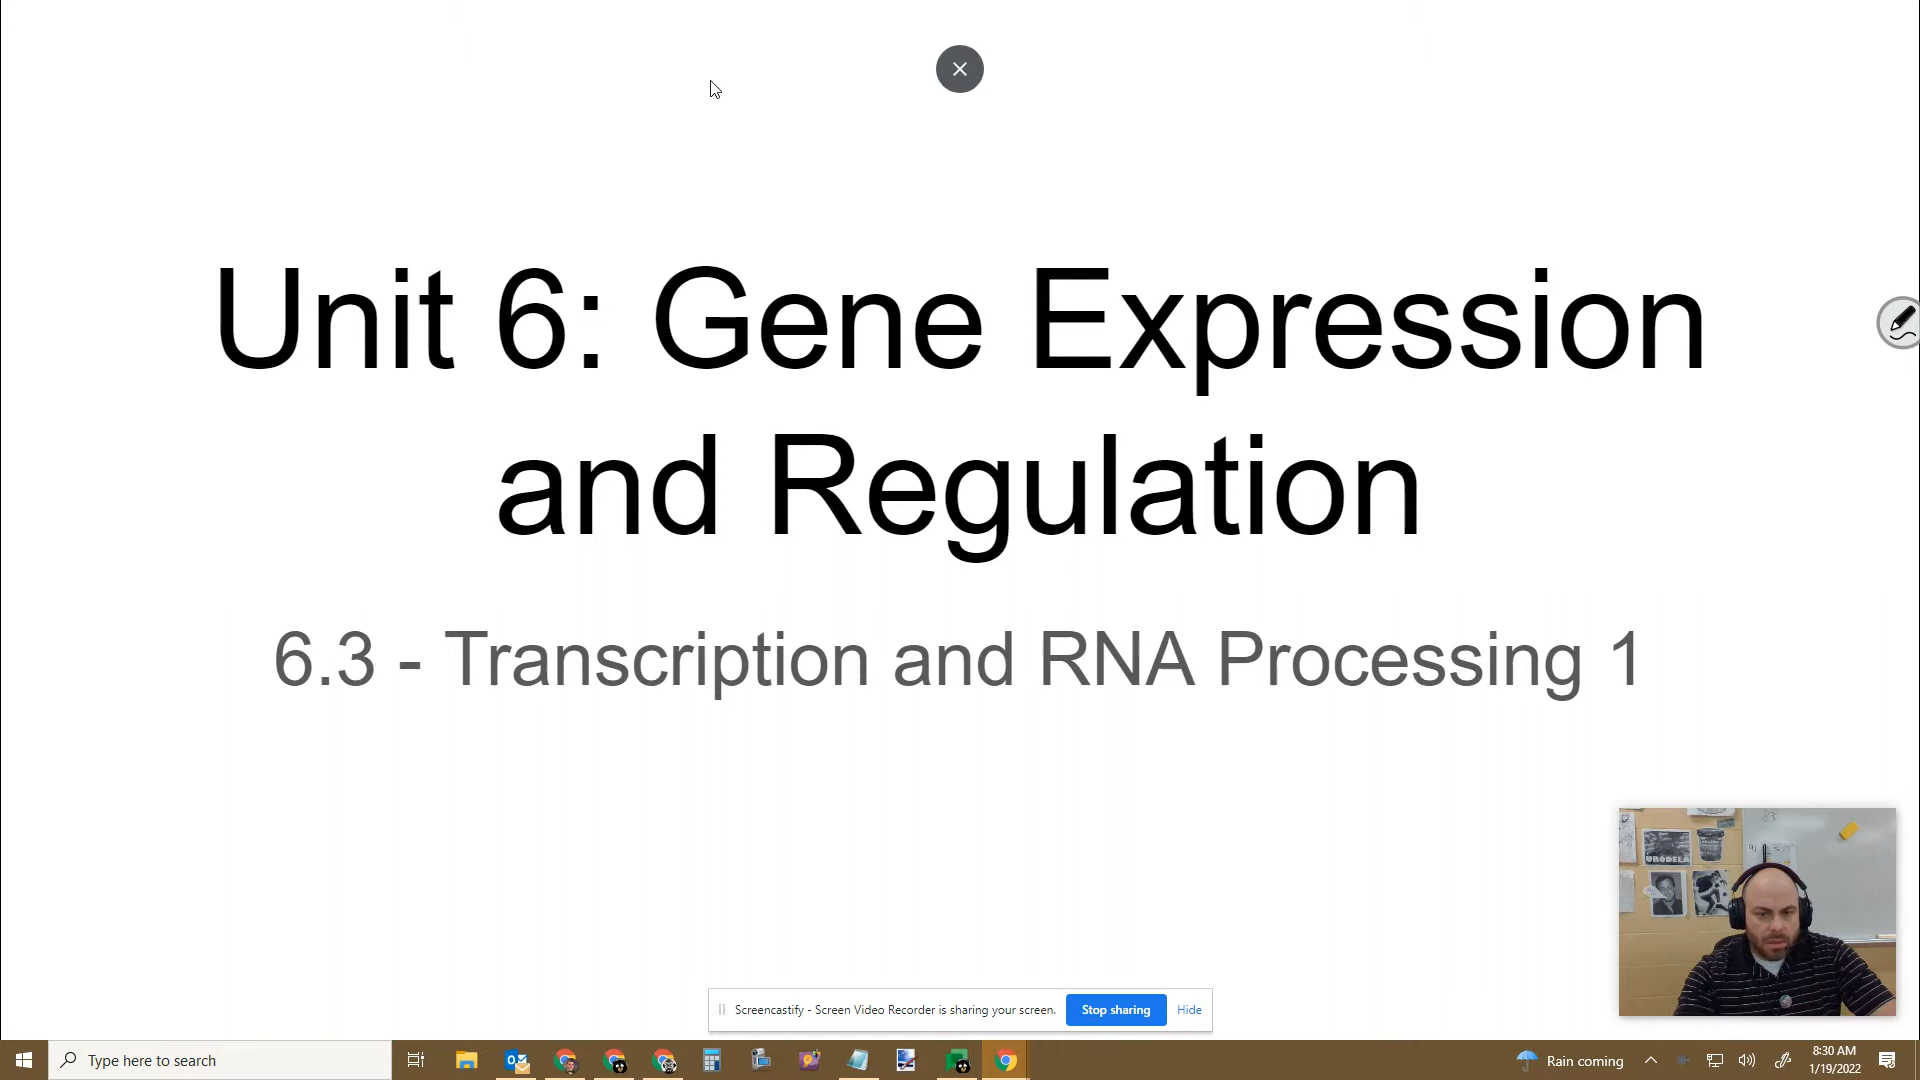 Unit 6: Gene Expression
and Regulation
6.3 - Transcription and RNA Processing 1
URODELA
Screencastify - Screen Video Recorder is sharing your screen.
Stop sharing
Hide
Type here to search
Rain coming
8:30 AM
1/19/2022